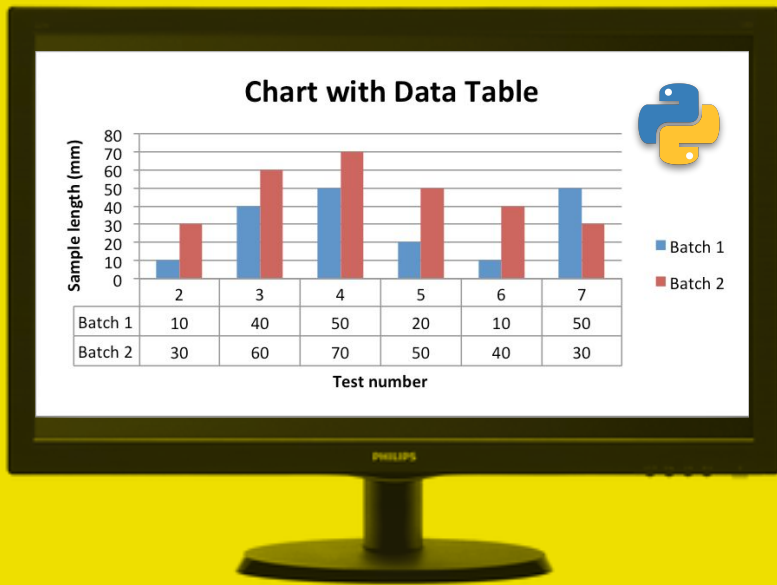 Chart with Data Table
Sample length (mm)
80
70
60
50
40
30
20
10
0
2 3 4 5 6 7
Batch 1 10 40 50 20 10 50
Batch 2 30 60 70 50 40 30
Test number
Batch 1
Batch 2
PHILIPS